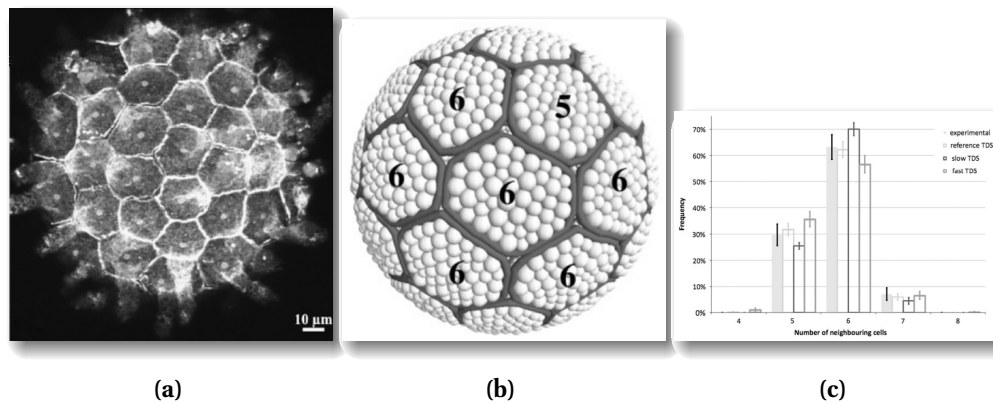 10 µm
6
5
6
6
6
6
6
70%
60%
50%
40%
30%
20%
10%
0%
Frequency
4 5 6 7 8
Number of neighbouring cells
experimental
reference TDS
slow TDS
fast TDS
(a) (b) (c)